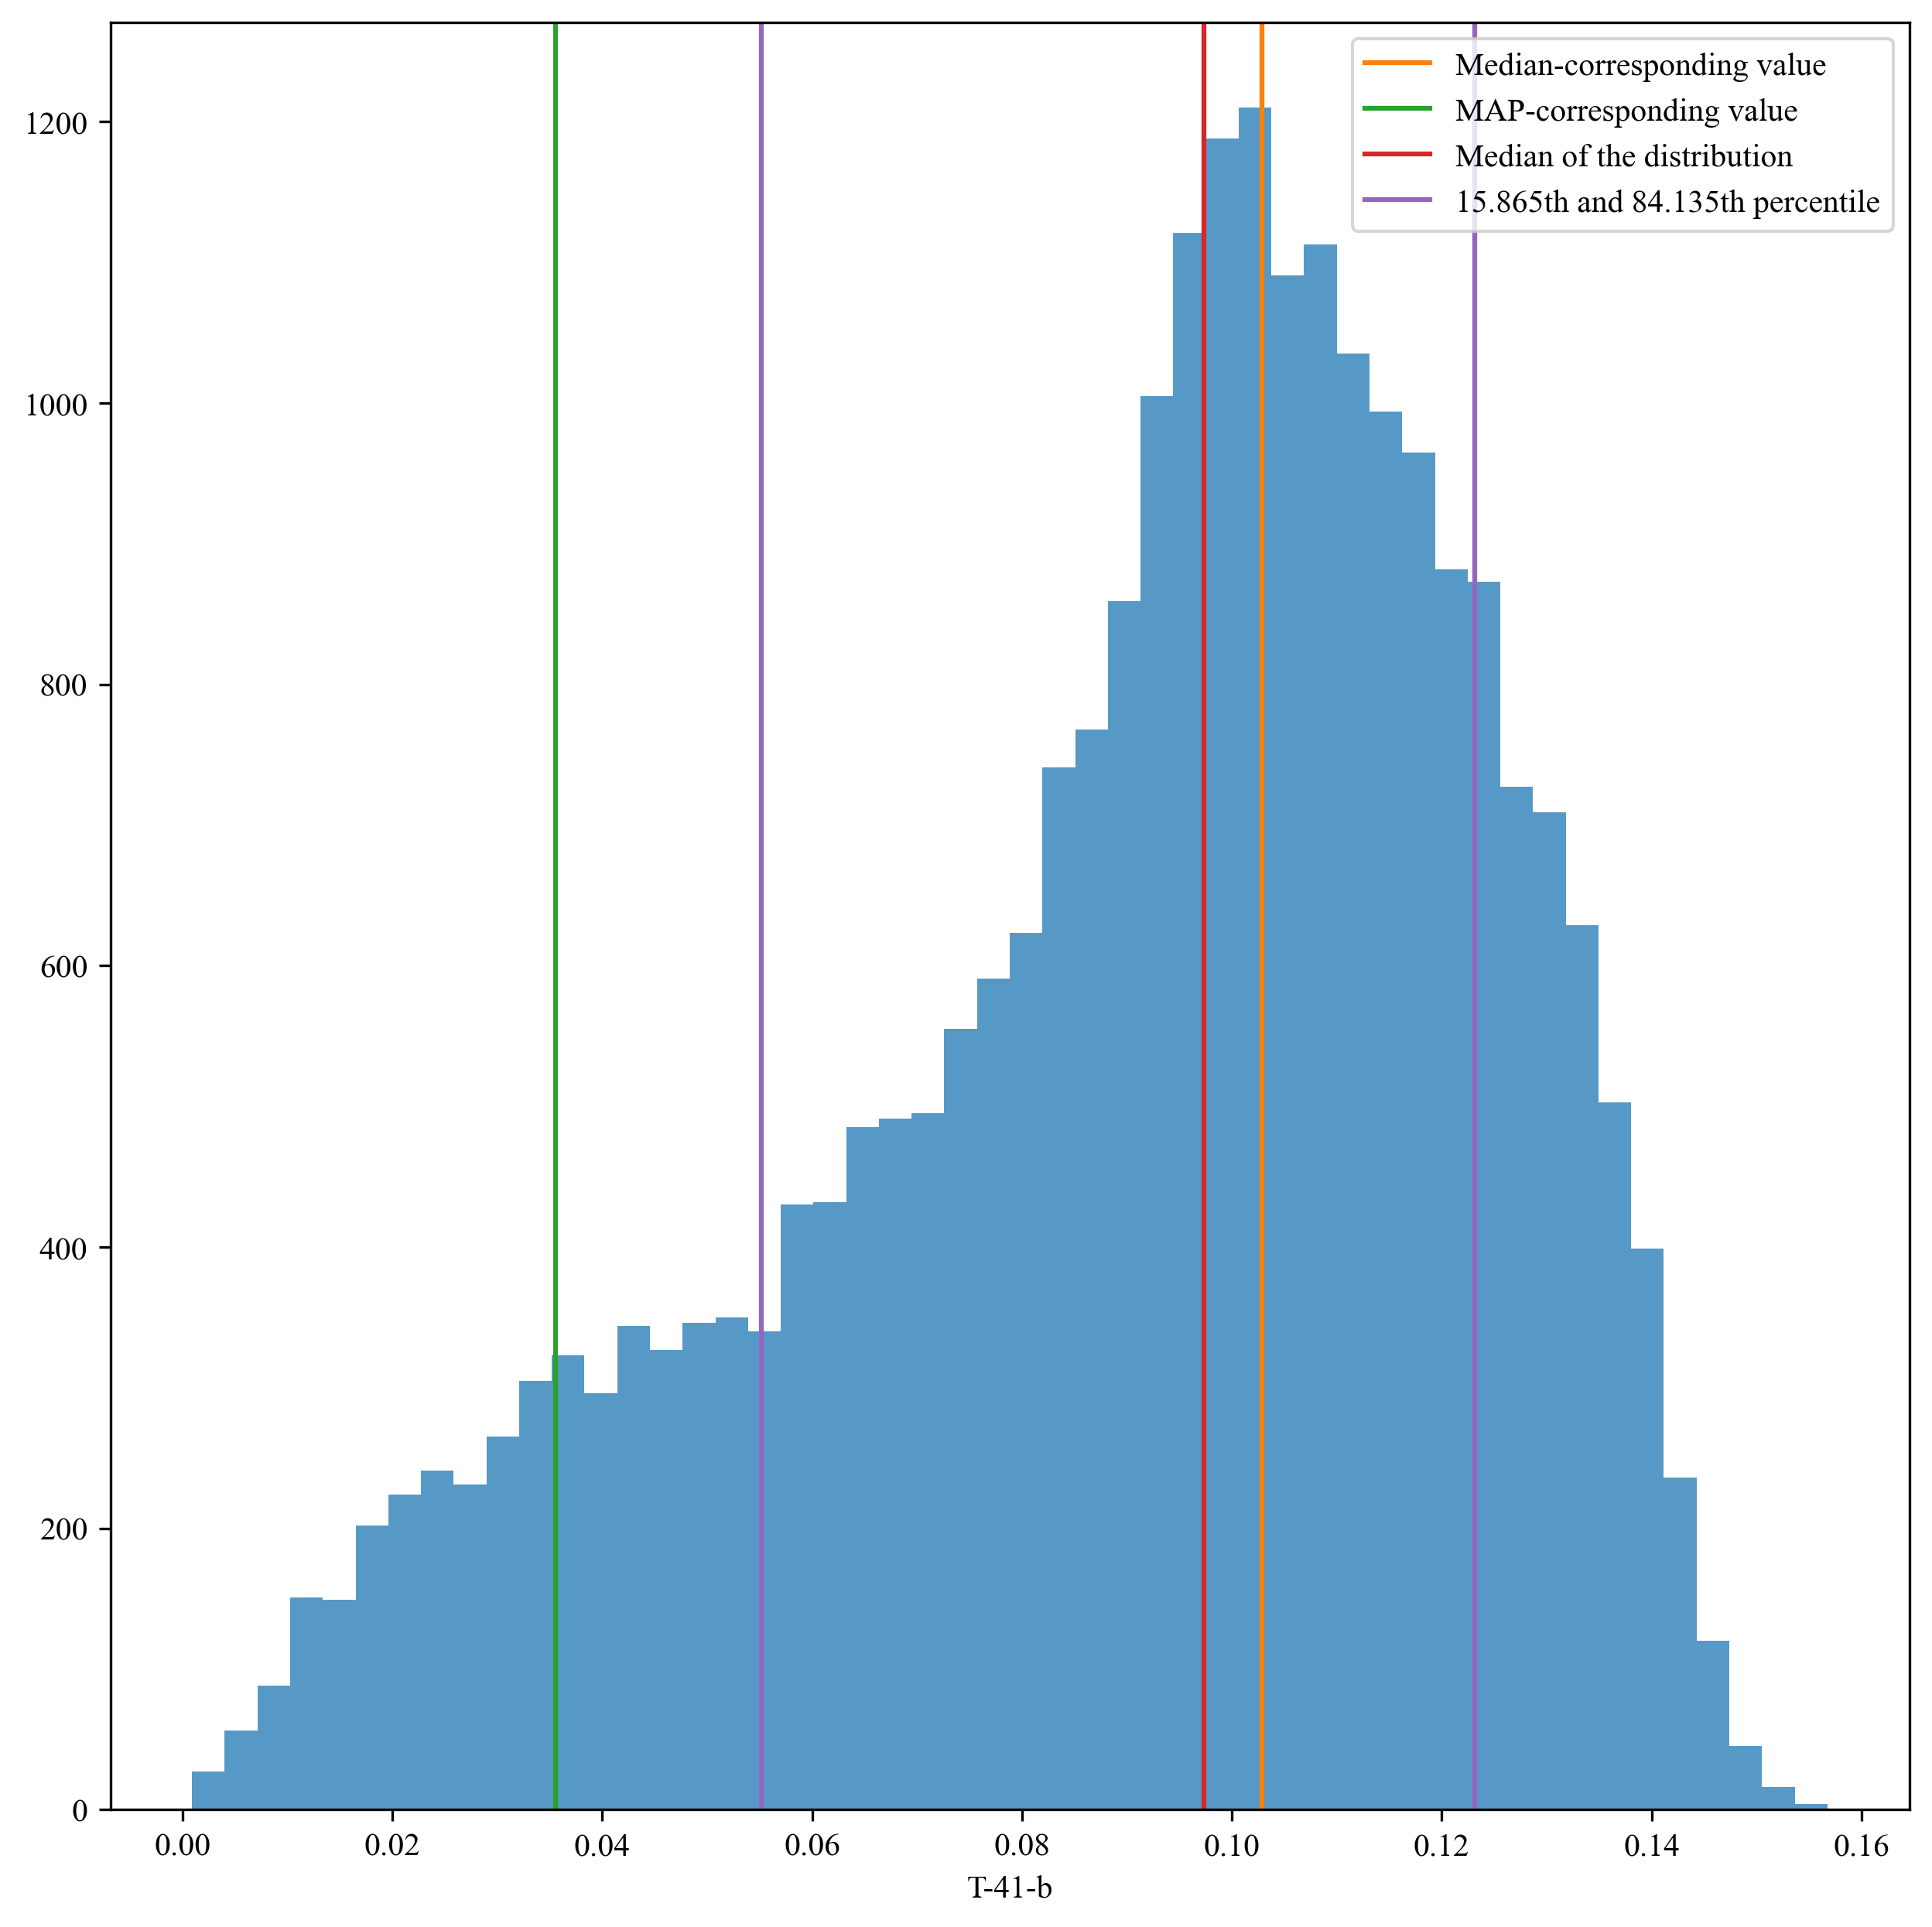 Median-corresponding value
MAP-corresponding value
Median of the distribution
15.865th and 84.135th percentile
1200
1000
800
600
400
200
0
0.00 0.02 0.04 0.06 0.08 0.10 0.12 0.14 0.16
T-41-b